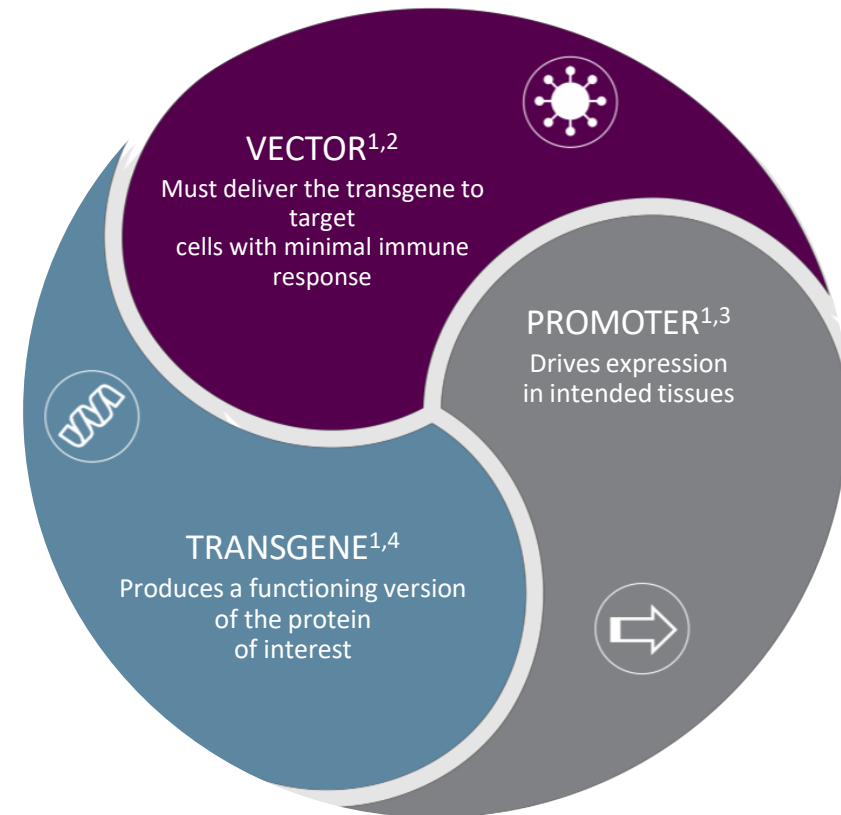 VECTOR1,2
Must deliver the transgene to
target
cells with minimal immune
response
PROMOTER1,3
Drives expression
in intended tissues
TRANSGENE1,4
Produces a functioning version
of the protein
of interest